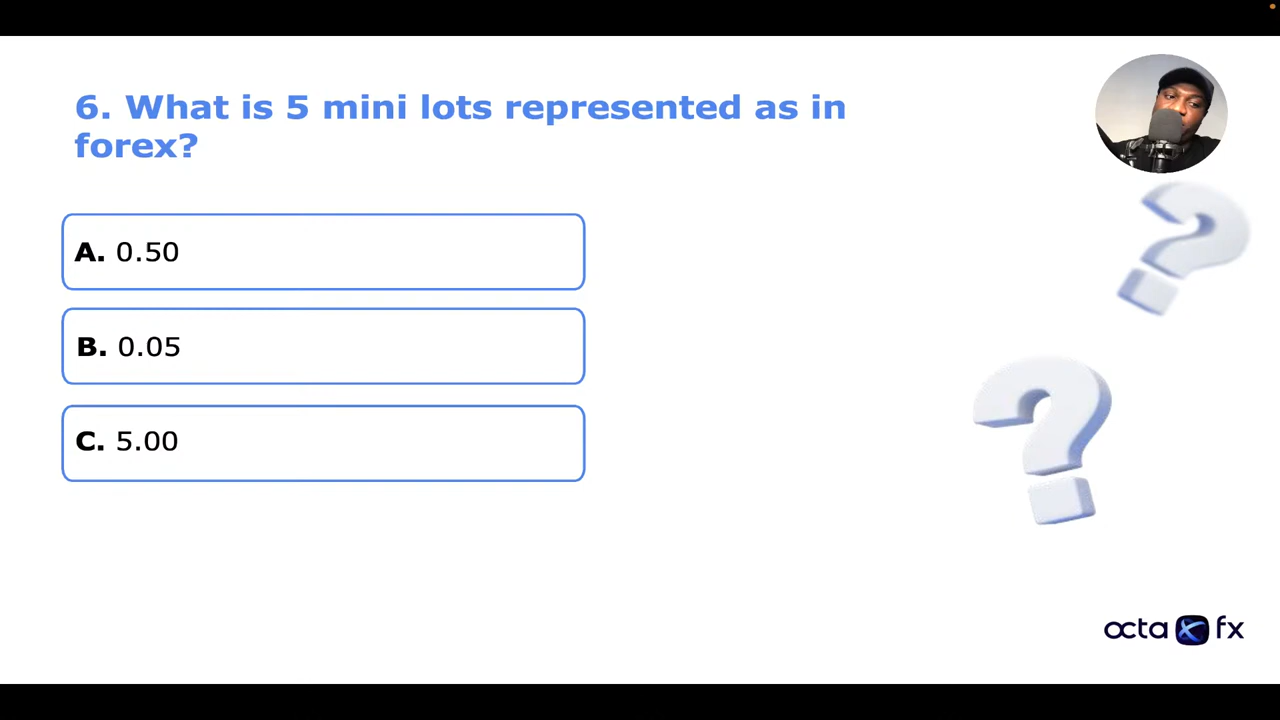 6. What is 5 mini lots represented as in
forex?
A. 0.50
B. 0.05
C. 5.00
octa fx